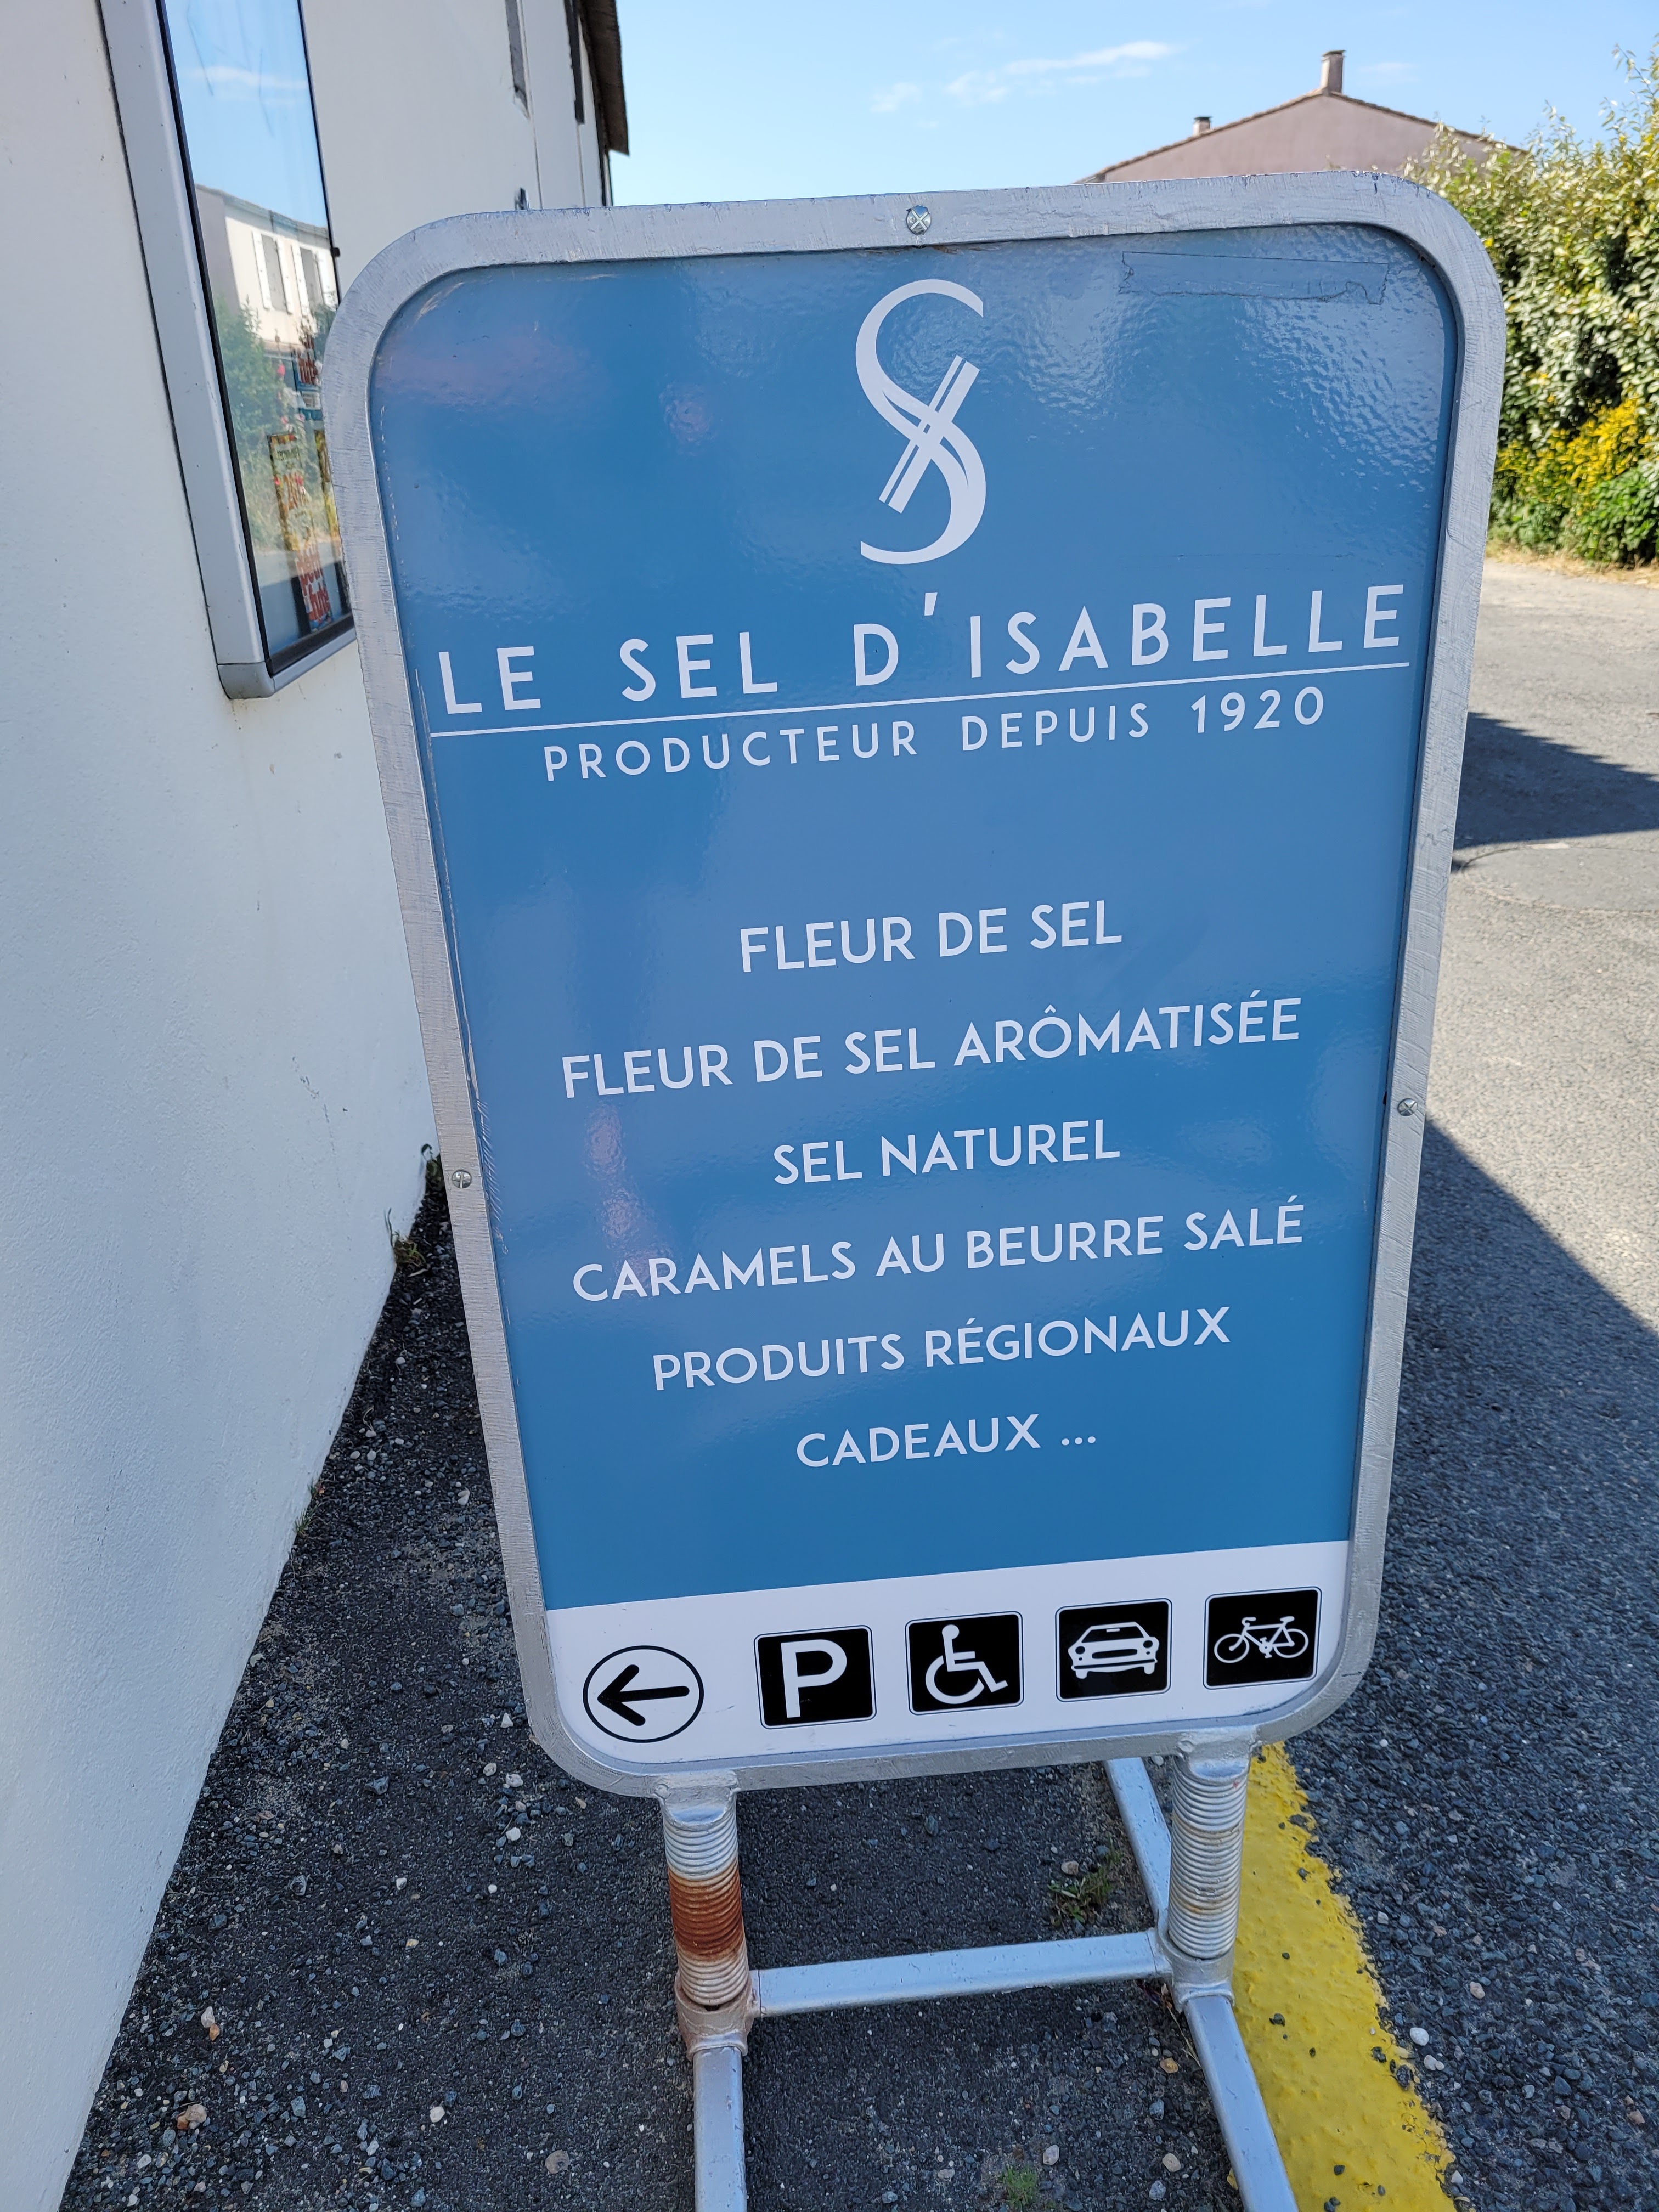 LE SEL D'ISABELLE
PRODUCTEUR DEPUIS 1920
FLEUR DE SEL
FLEUR DE SEL ARÔMATISÉE
SEL NATUREL
CARAMELS AU BEURRE SALÉ
PRODUITS RÉGIONAUX
CADEAUX ...
P